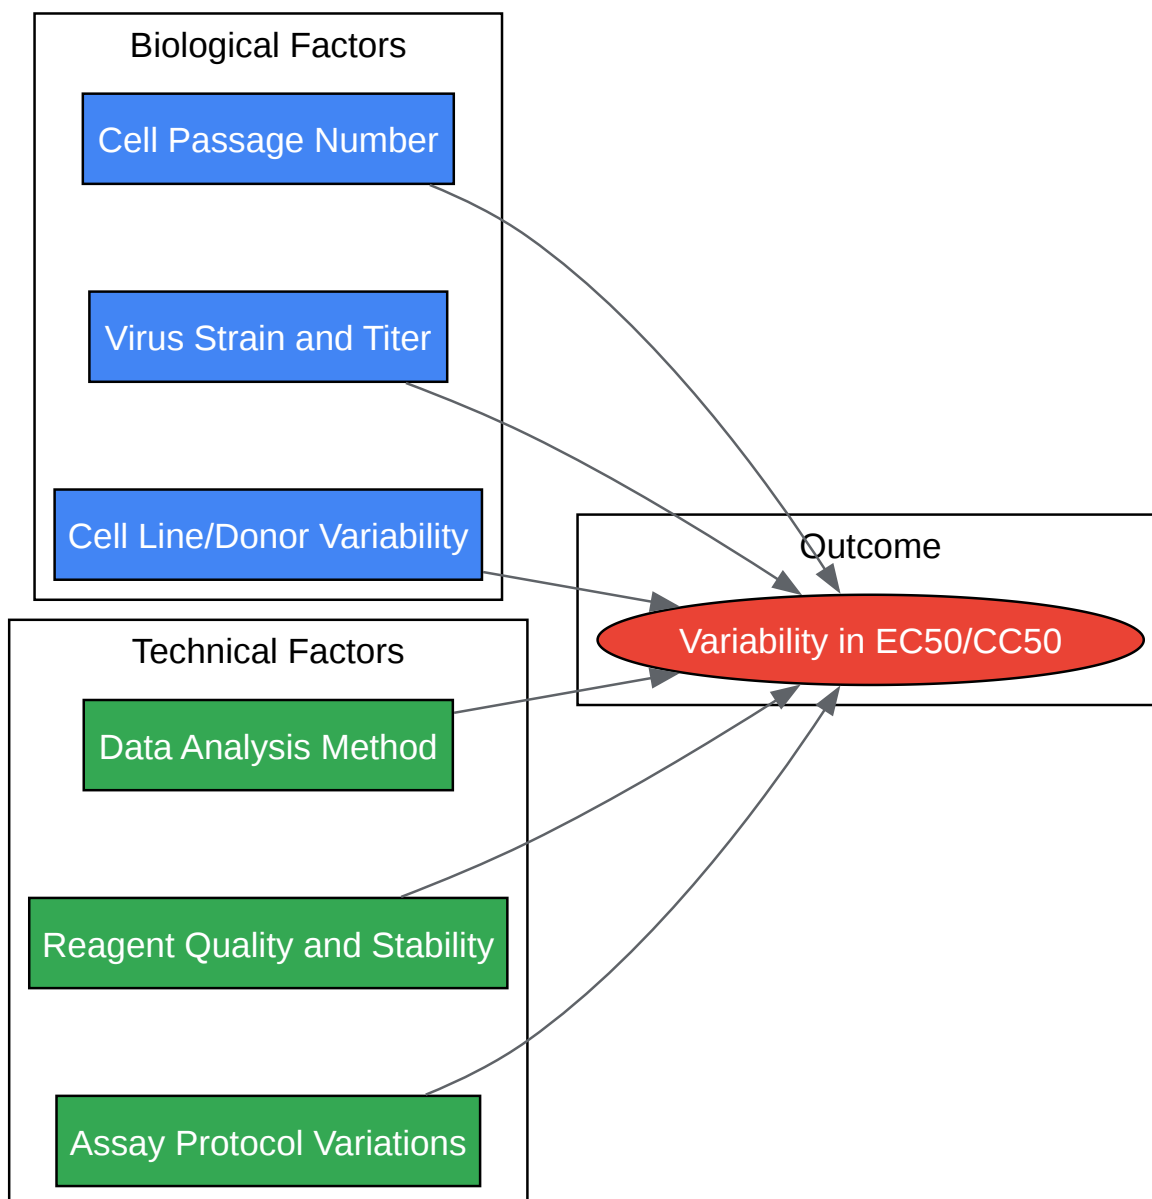 Biological Factors
Cell Passage Number
Virus Strain and Titer
Cell Line/Donor Variability
Outcome
Variability in EC50/CC50
Technical Factors
Data Analysis Method
Reagent Quality and Stability
Assay Protocol Variations